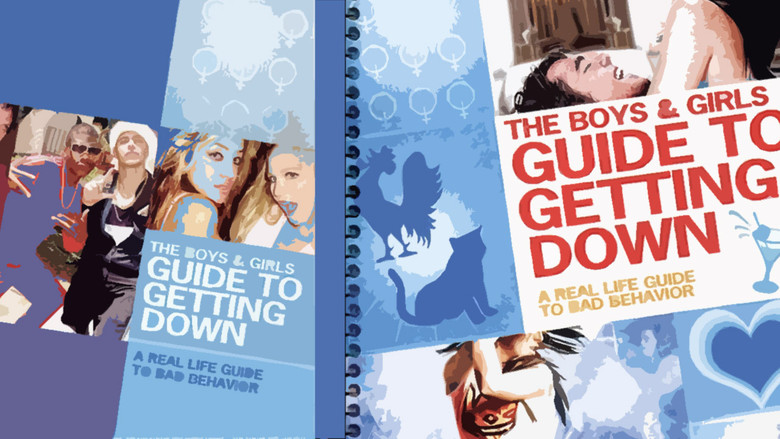 THE BOYS & GIRLS
GUIDE TO
GETTING
DOWN
A REAL LIFE GUIDE
TO BAD BEHAVIOR
THE BOYS & GIRLS
GUIDE TO
GETTING
DOWN
A REAL LIFE GUIDE
TO BAD BEHAVIOR